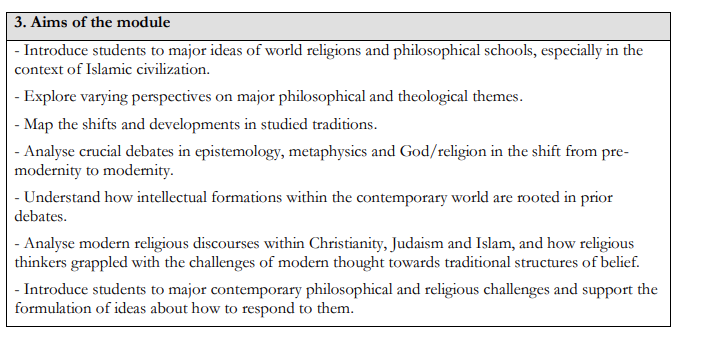 3. Aims of the module
- Introduce students to major ideas of world religions and philosophical schools, especially in the
context of Islamic civilization.
- Explore varying perspectives on major philosophical and theological themes.
- Map the shifts and developments in studied traditions.
- Analyse crucial debates in epistemology, metaphysics and God/religion in the shift from pre-
modernity to modernity.
- Understand how intellectual formations within the contemporary world are rooted in prior
debates.
- Analyse modern religious discourses within Christianity, Judaism and Islam, and how religious
thinkers grappled with the challenges of modern thought towards traditional structures of belief.
- Introduce students to major contemporary philosophical and religious challenges and support the
formulation of ideas about how to respond to them.